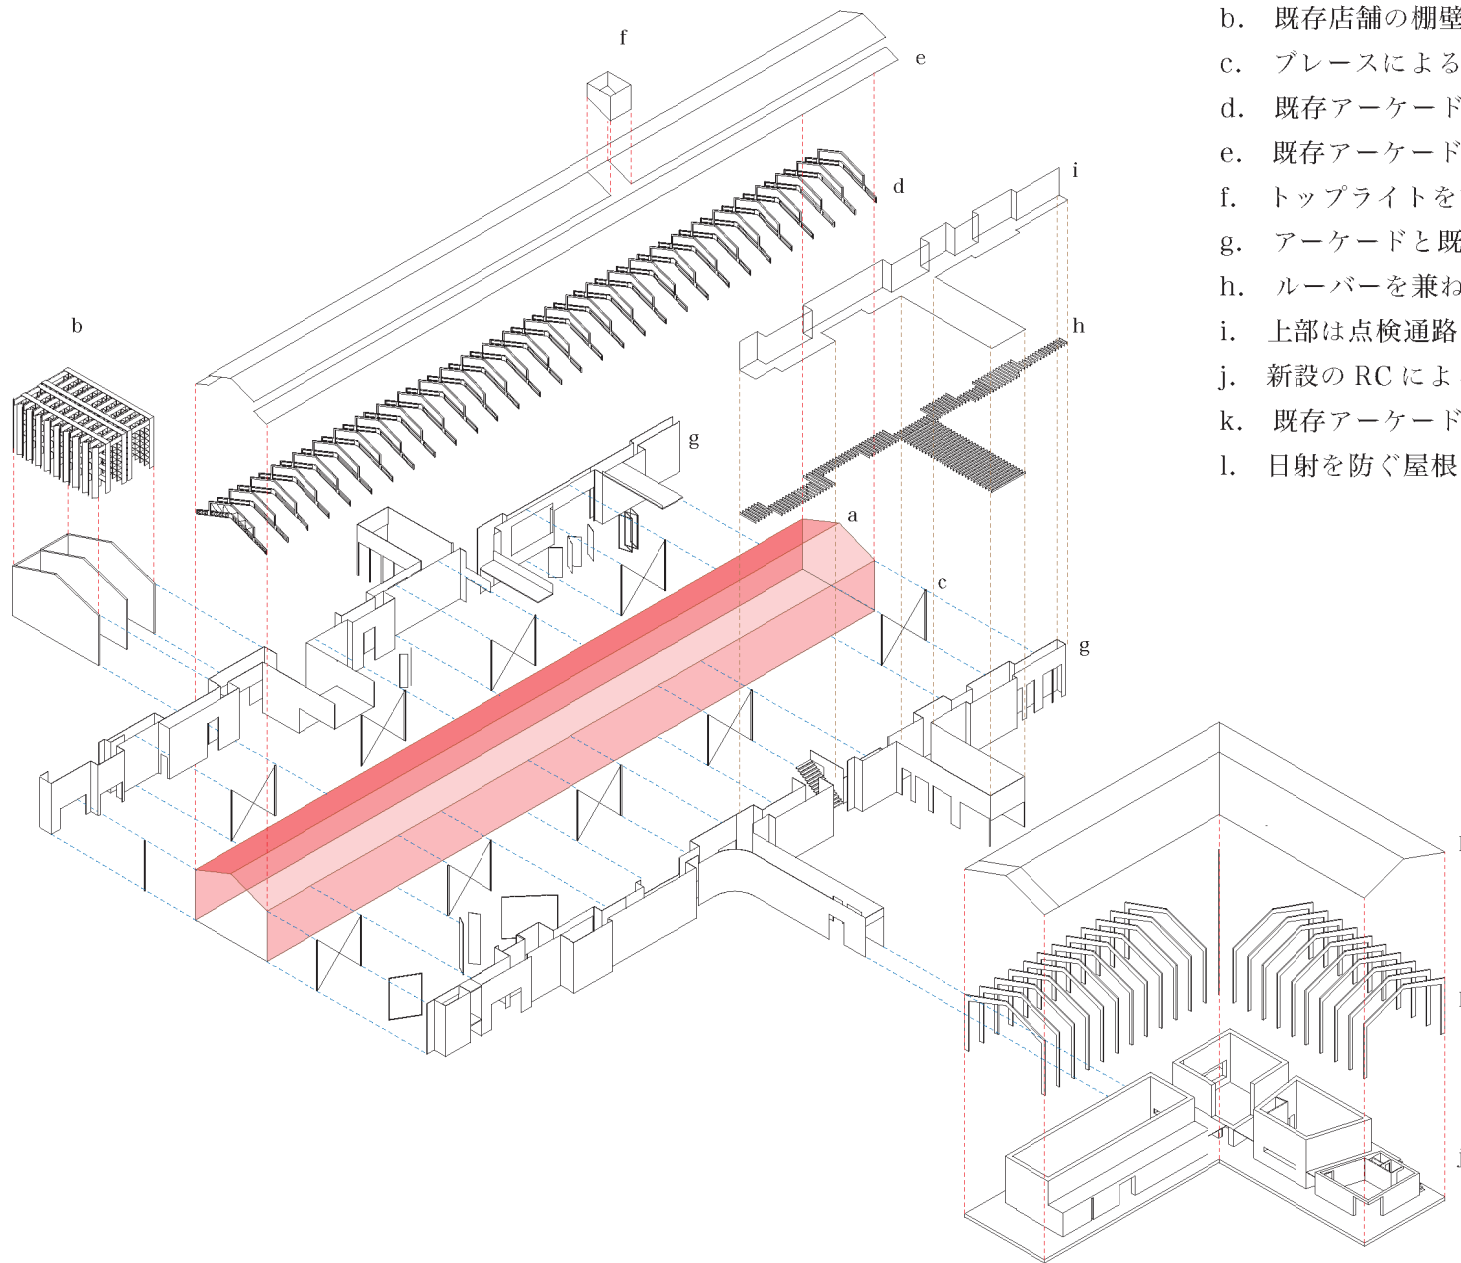 b. 既存店舗の棚壁
c. ブレースによる
d. 既存アーケード
e. 既存アーケード
f. トップライトを
g. アーケードと既
h. ルーバーを兼ね
i. 上部は点検通路
j. 新設の RC によ
k. 既存アーケード
l. 日射を防ぐ屋根
f
e
d
i
b
h
g
a
c
g
j